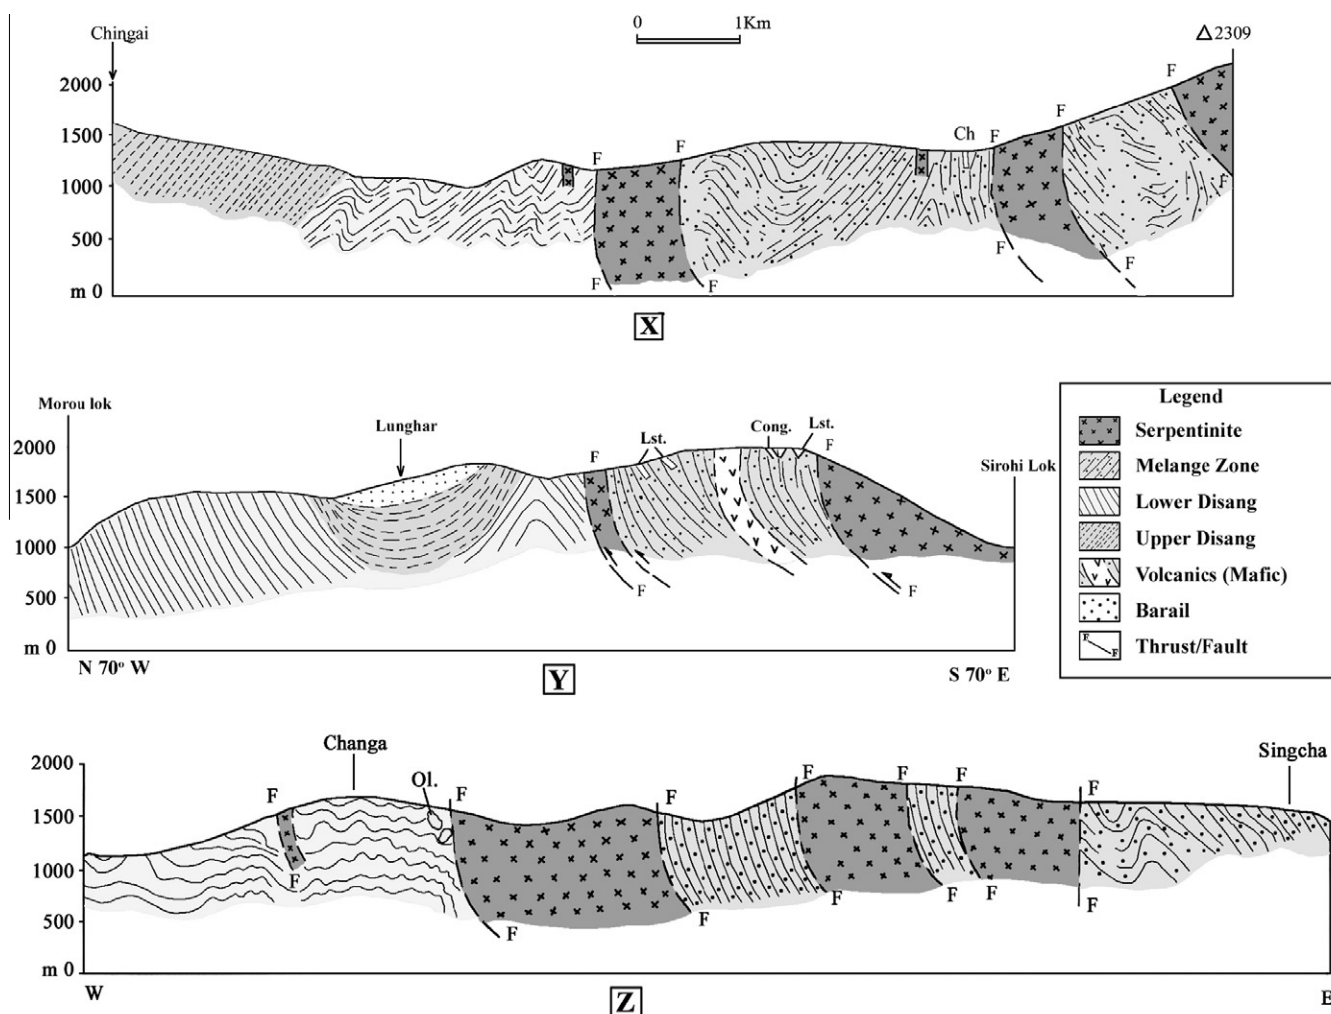 Chingai
0 1Km
△2309
2000
1500
1000
500
m 0
F F Ch F F F
F F F F F
X
Morou lok
Lunghar
Lst. Cong. Lst.
Sirohi Lok
2000
1500
1000
500
m 0
F F
F F
N 70° W
S 70° E
Y
Legend
Serpentinite
Melange Zone
Lower Disang
Upper Disang
Volcanics (Mafic)
Barail
F F Thrust/Fault
Changa
Ol.
Singcha
2000
1500
1000
500
m 0
F F F F F F F
F F F F F F F
W
E
Z